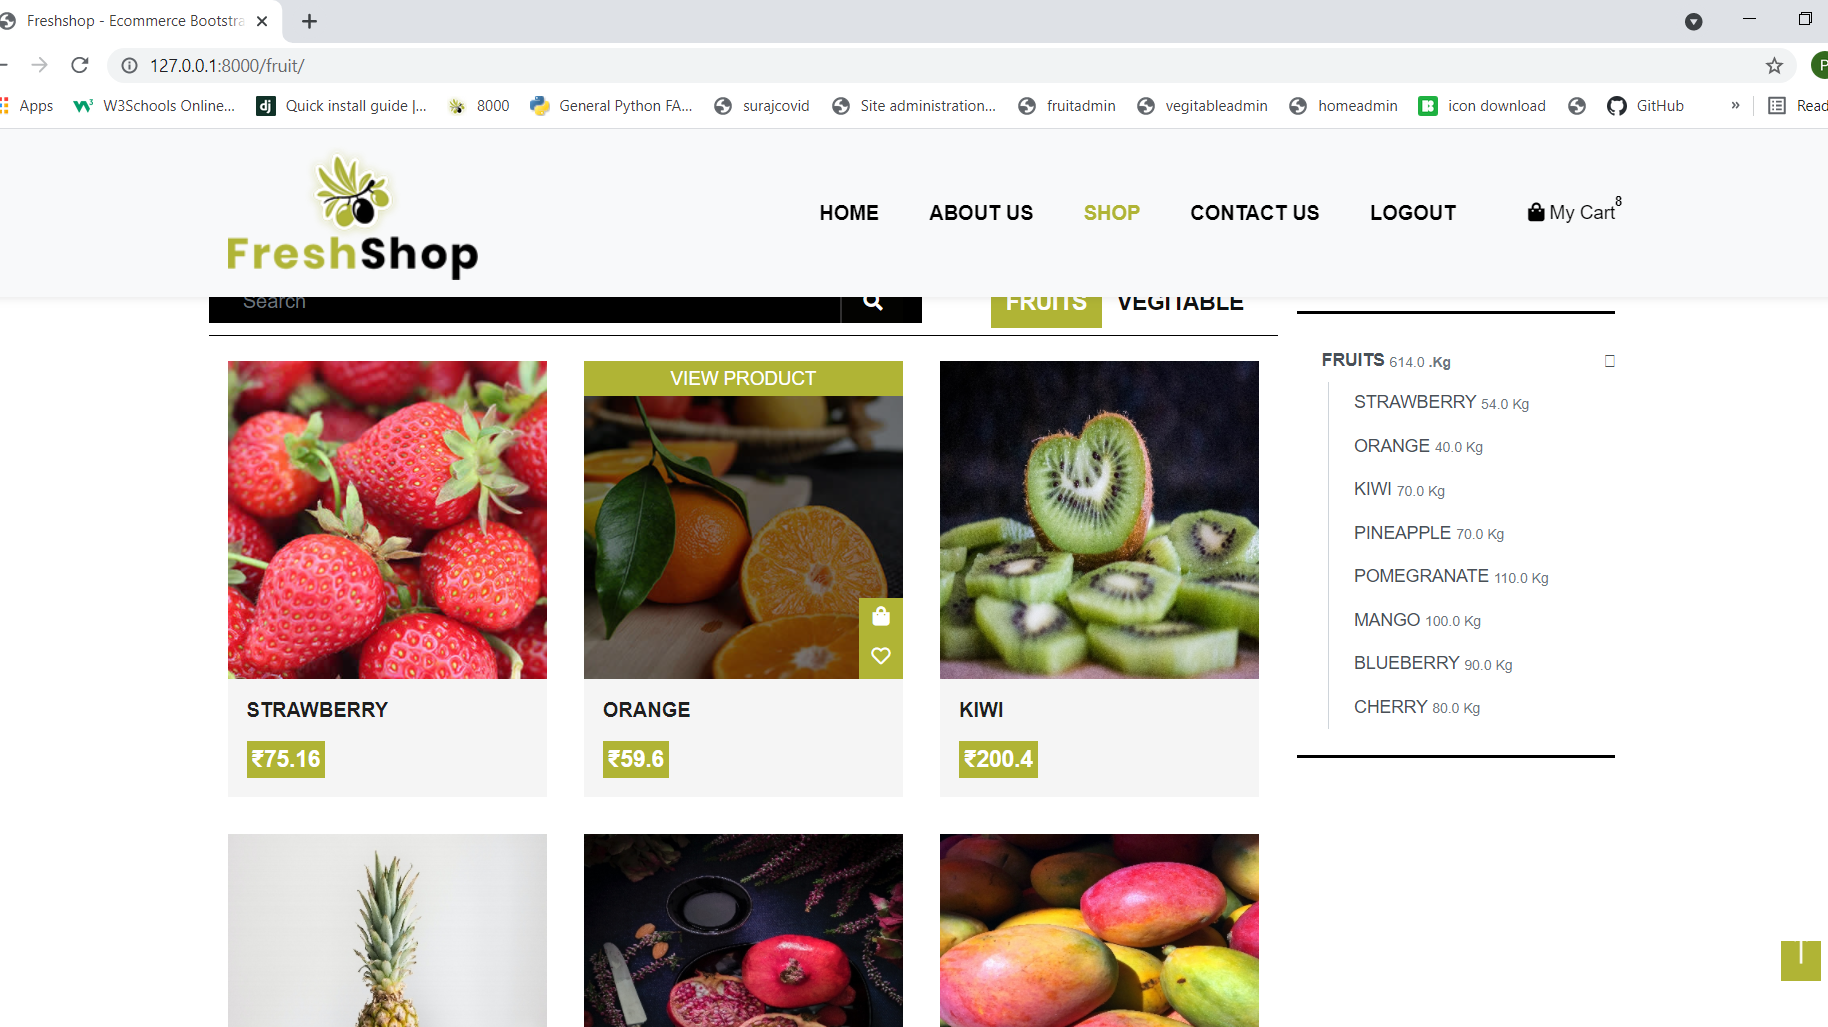 Freshshop - Ecommerce Bootstra
127.0.0.1:8000/fruit/
P
Apps W3Schools Online... dj Quick install guide |... 8000 General Python FA... surajcovid Site administration... fruitadmin vegitableadmin homeadmin icon download GitHub » Read
FreshShop
HOME ABOUT US SHOP CONTACT US LOGOUT My Cart 8
Search FRUITS VEGITABLE
FRUITS 614.0 .Kg
STRAWBERRY 54.0 Kg
ORANGE 40.0 Kg
KIWI 70.0 Kg
PINEAPPLE 70.0 Kg
POMEGRANATE 110.0 Kg
MANGO 100.0 Kg
BLUEBERRY 90.0 Kg
CHERRY 80.0 Kg
VIEW PRODUCT
STRAWBERRY
₹75.16
ORANGE
₹59.6
KIWI
₹200.4